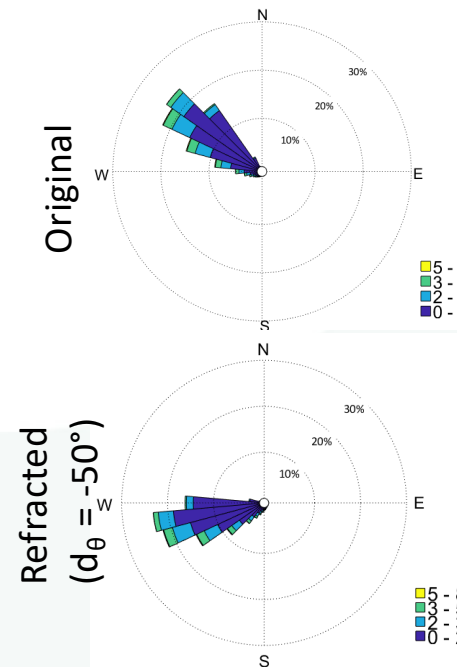 Original
N
30%
20%
10%
W
E
S
5 -
3 -
2 -
0 -
Refracted
(dθ = -50°)
N
30%
20%
10%
W
E
S
5 -
3 -
2 -
0 -